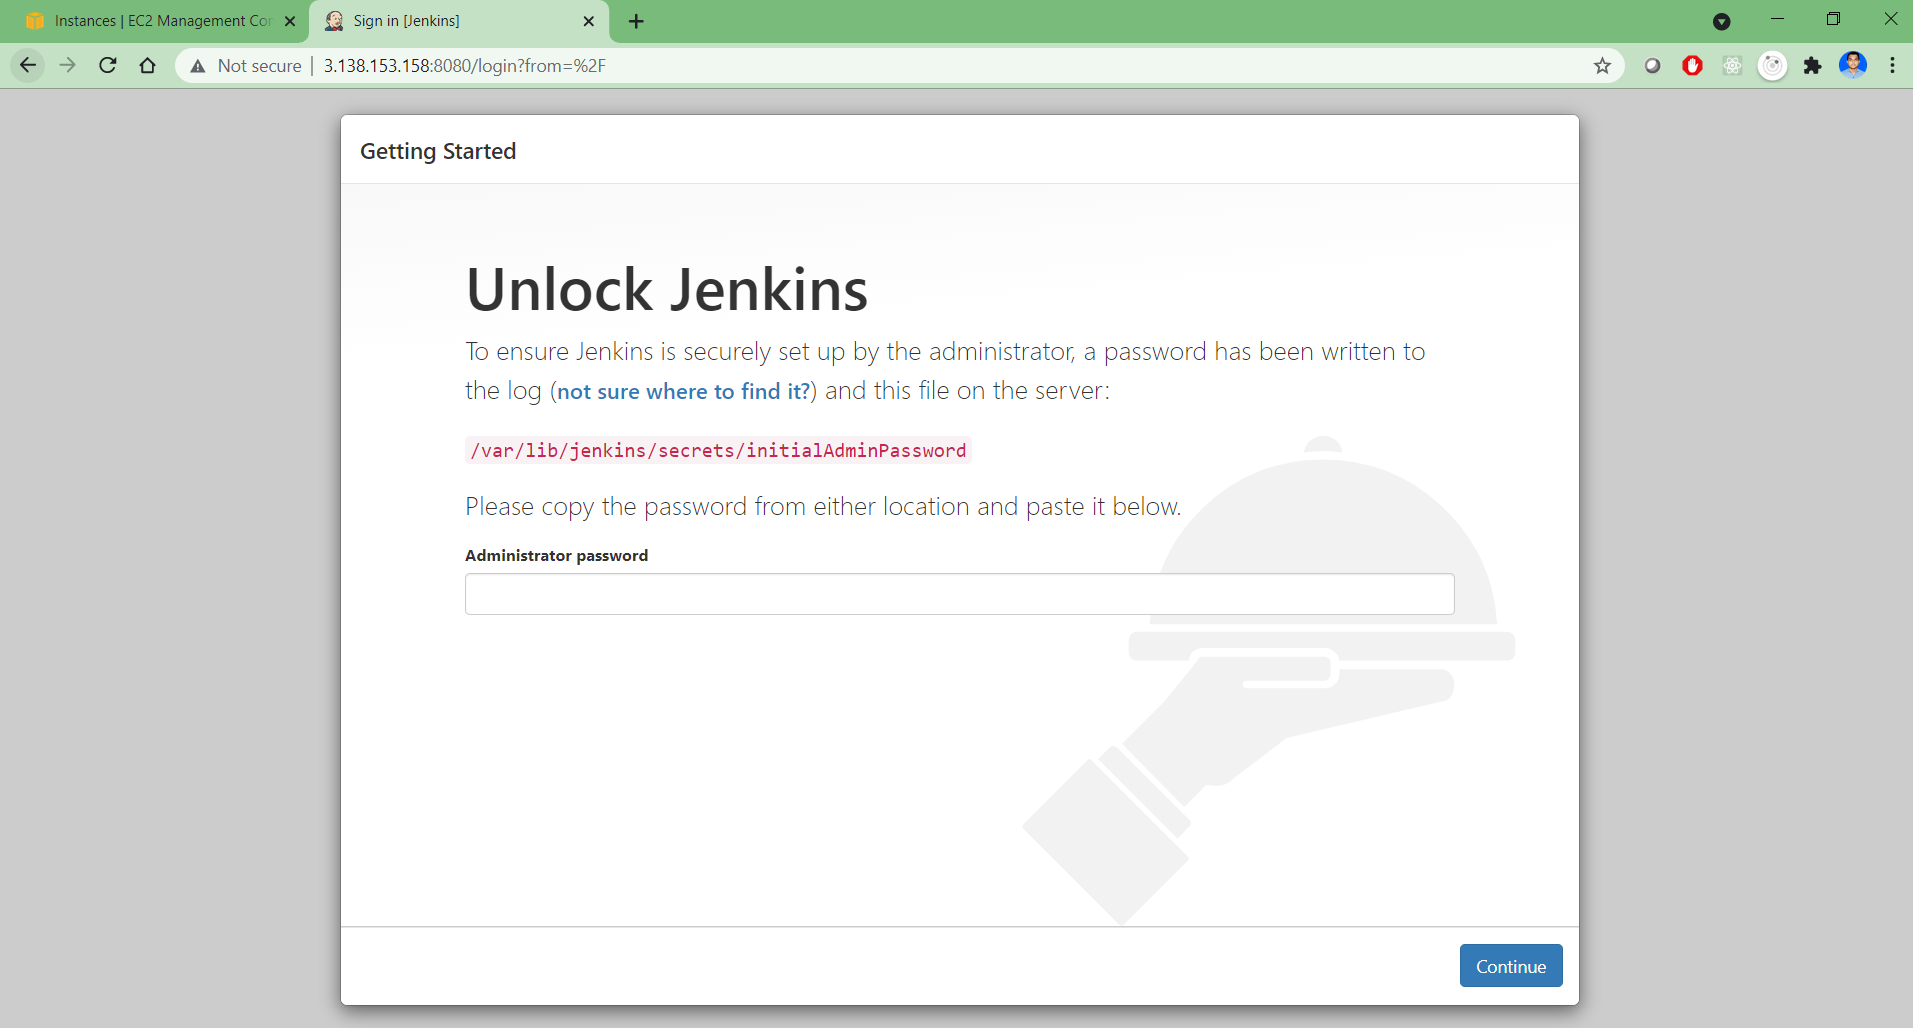 Instances | EC2 Management Con
Sign in [Jenkins]
Not secure | 3.138.153.158:8080/login?from=%2F
Getting Started
Unlock Jenkins
To ensure Jenkins is securely set up by the administrator, a password has been written to
the log (not sure where to find it?) and this file on the server:
/var/lib/jenkins/secrets/initialAdminPassword
Please copy the password from either location and paste it below.
Administrator password
Continue